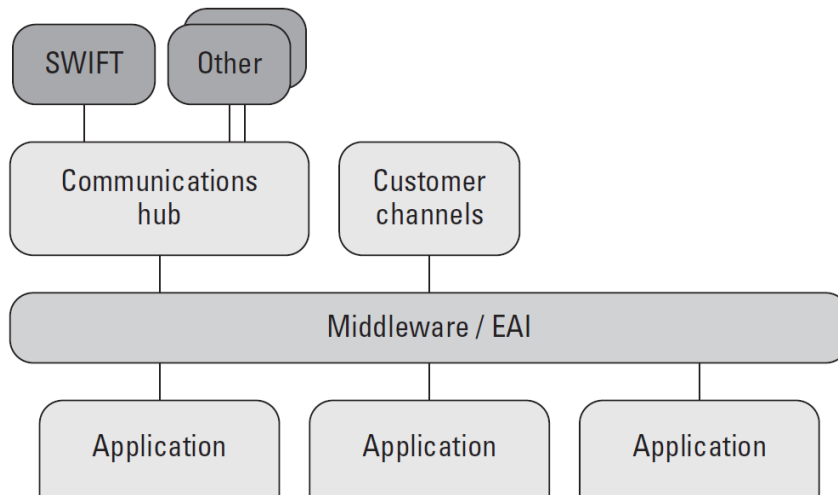 SWIFT
Other
Communications
hub
Customer
channels
Middleware / EAI
Application
Application
Application